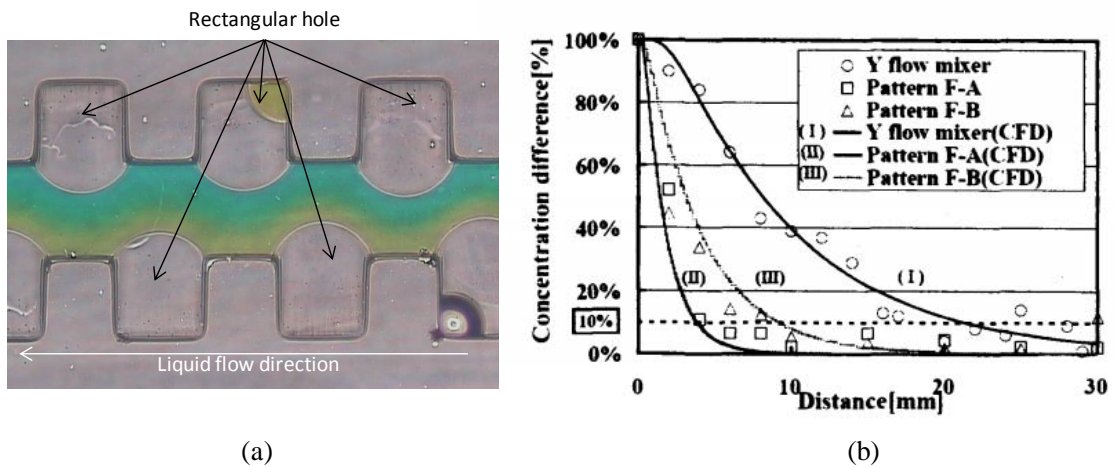 Rectangular hole
Liquid flow direction
(a)
Concentration difference[%]
100%
80%
60%
40%
20%
10%
0%
Y flow mixer
Pattern F-A
Pattern F-B
(I) Y flow mixer(CFD)
(II) Pattern F-A(CFD)
(III) Pattern F-B(CFD)
(II)
(III)
(I)
0
10
20
30
Distance[mm]
(b)